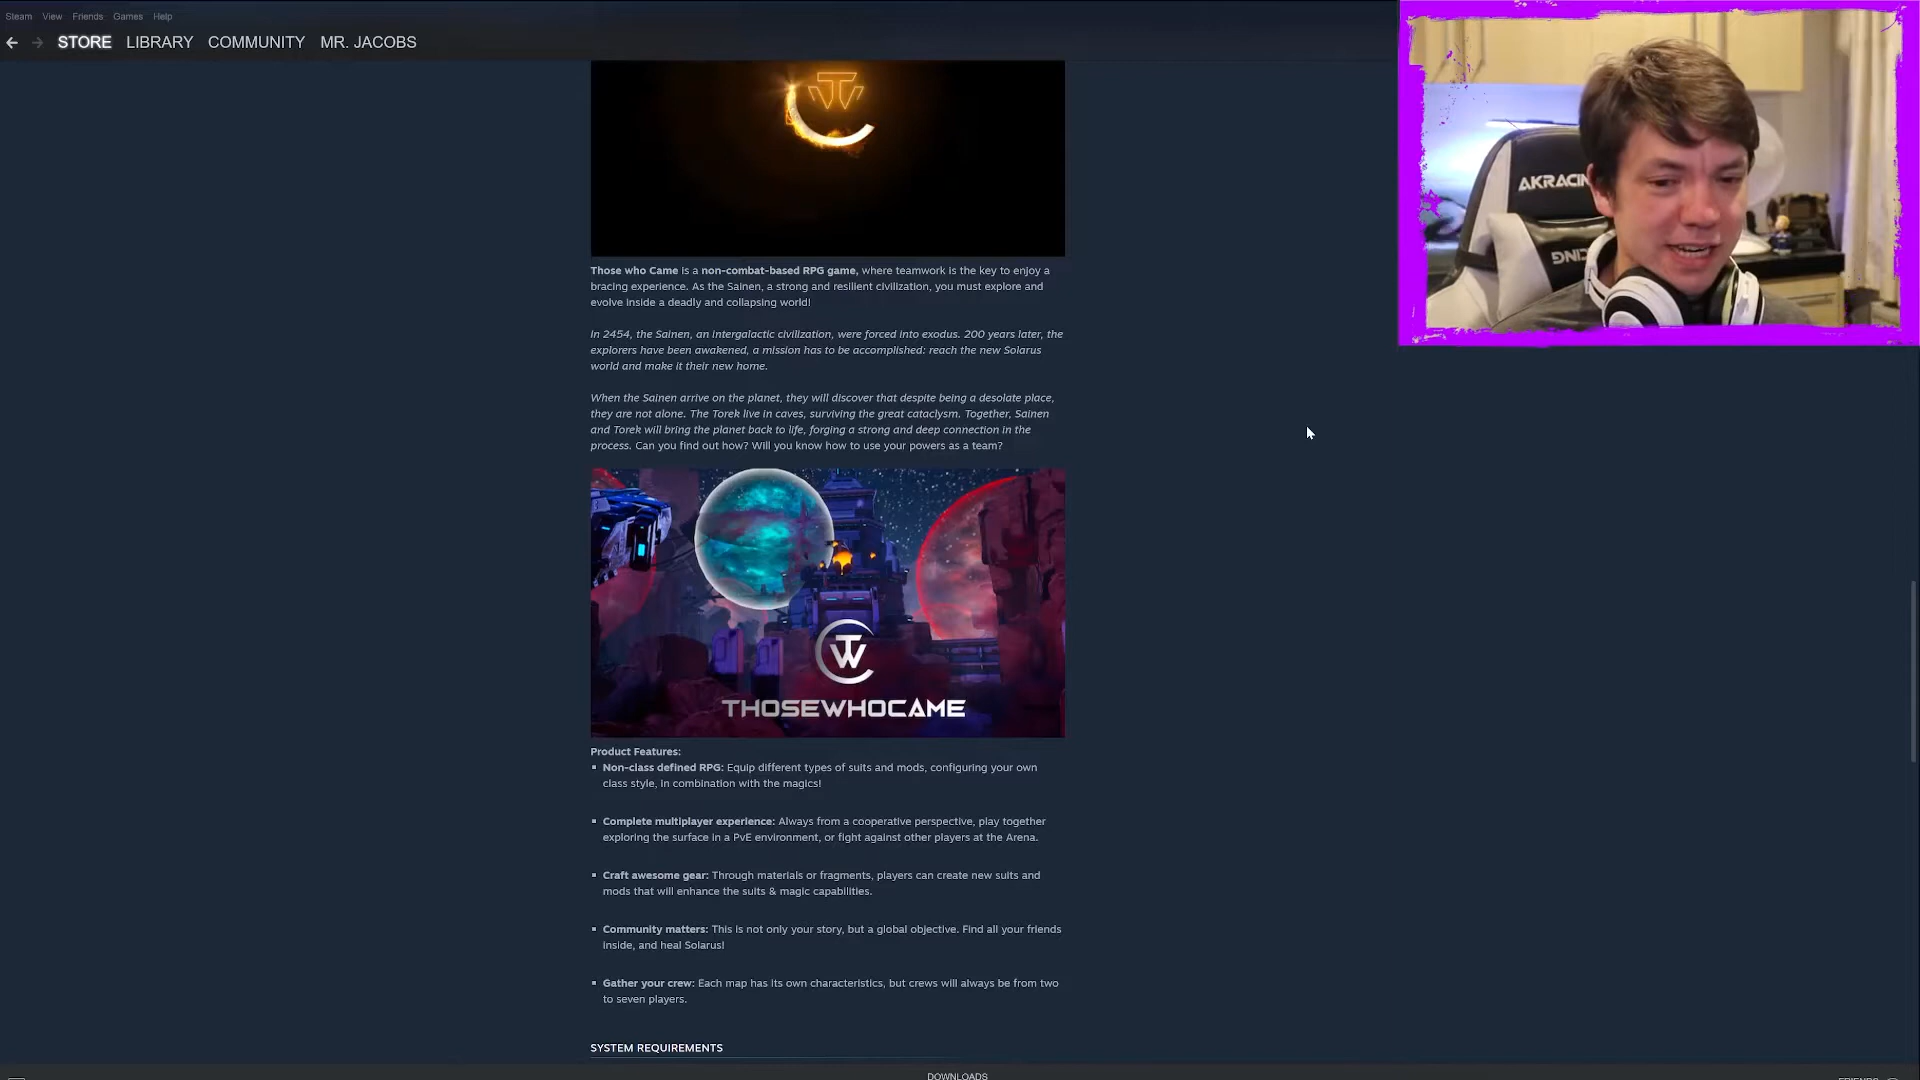 Steam View Friends Games Help
STORE LIBRARY COMMUNITY MR. JACOBS
TW
AKRACIN
Those who Came is a non-combat-based RPG game, where teamwork is the key to enjoy a
bracing experience. As the Sainen, a strong and resilient civilization, you must explore and
evolve inside a deadly and collapsing world!
In 2454, the Sainen, an intergalactic civilization, were forced into exodus. 200 years later, the
explorers have been awakened, a mission has to be accomplished: reach the new Solarus
world and make it their new home.
When the Sainen arrive on the planet, they will discover that despite being a desolate place,
they are not alone. The Torek live in caves, surviving the great cataclysm. Together, Sainen
and Torek will bring the planet back to life, forging a strong and deep connection in the
process. Can you find out how? Will you know how to use your powers as a team?
TW
THOSEWHOCAME
Product Features:
▪ Non-class defined RPG: Equip different types of suits and mods, configuring your own
class style, in combination with the magics!
▪ Complete multiplayer experience: Always from a cooperative perspective, play together
exploring the surface in a PvE environment, or fight against other players at the Arena.
▪ Craft awesome gear: Through materials or fragments, players can create new suits and
mods that will enhance the suits & magic capabilities.
▪ Community matters: This is not only your story, but a global objective. Find all your friends
inside, and heal Solarus!
▪ Gather your crew: Each map has its own characteristics, but crews will always be from two
to seven players.
SYSTEM REQUIREMENTS
DOWNLOADS